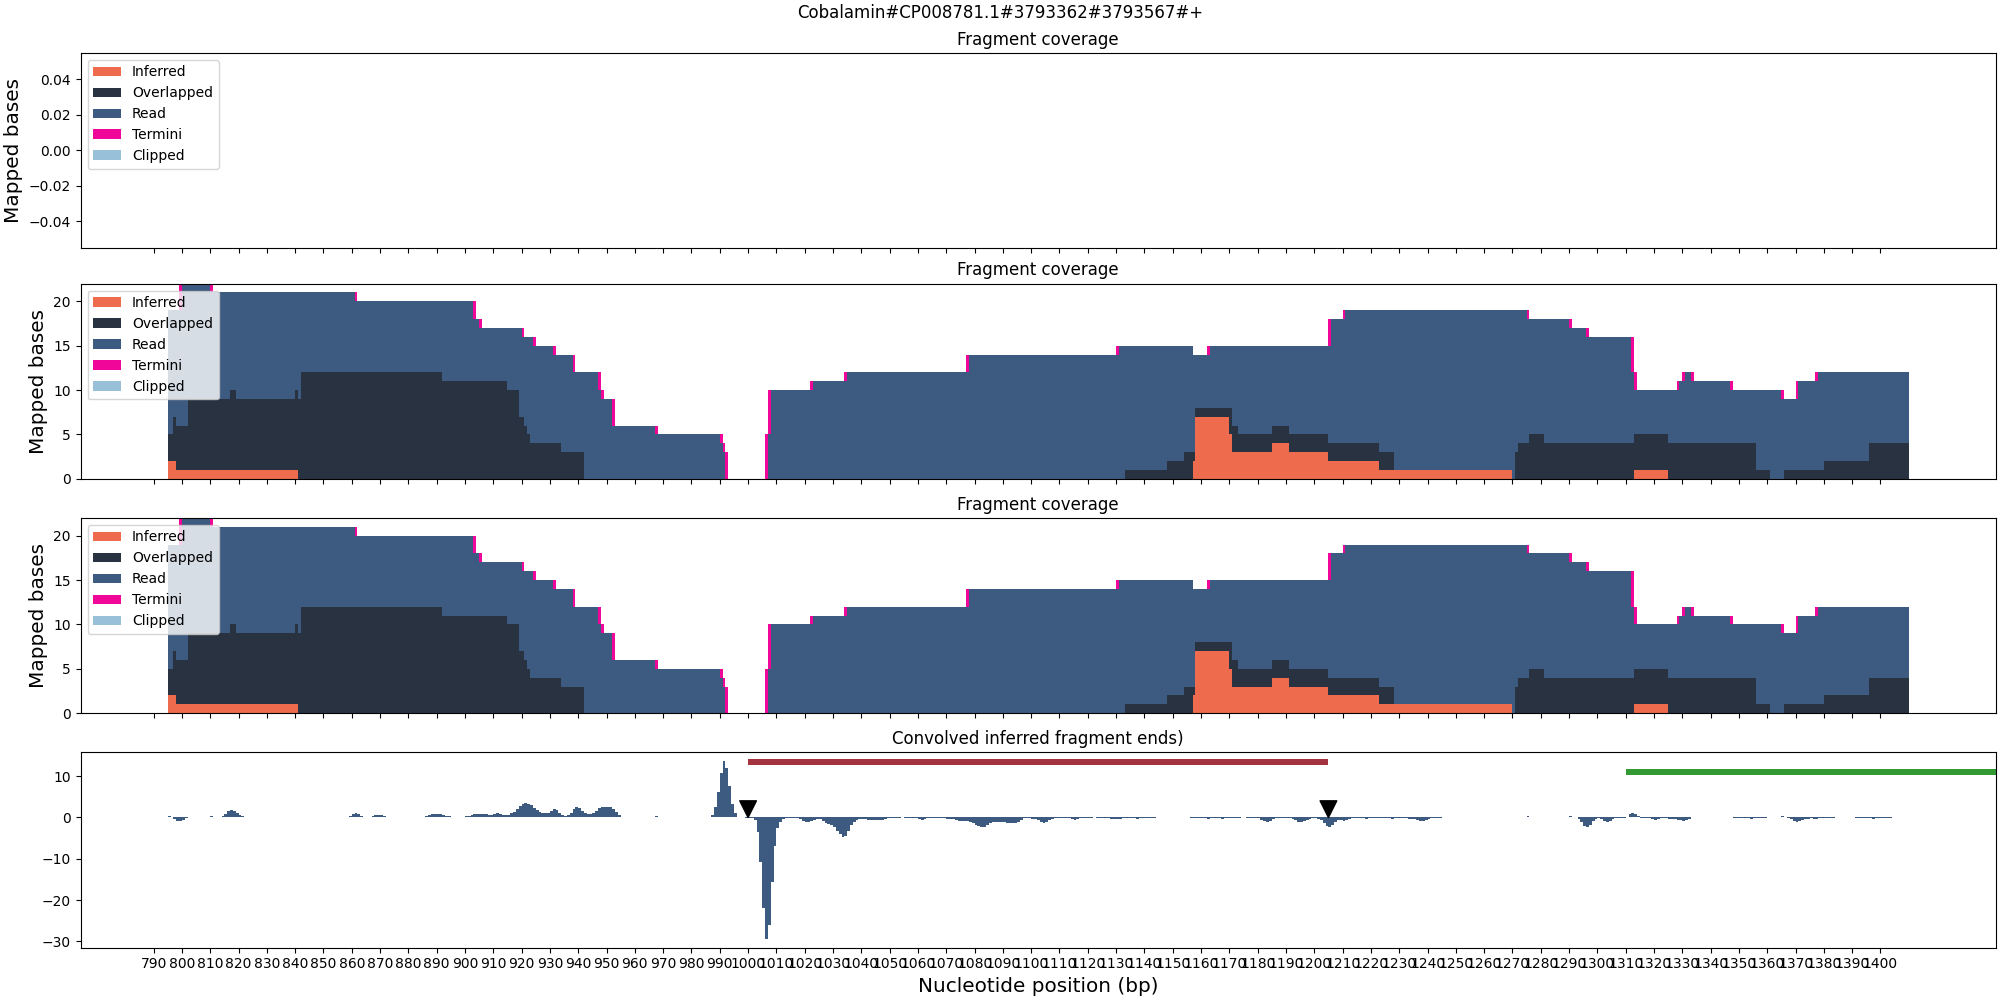 Cobalamin#CP008781.1#3793362#3793567#+
Fragment coverage
Mapped bases
0.04
0.02
0.00
−0.02
−0.04
Inferred
Overlapped
Read
Termini
Clipped
Fragment coverage
Mapped bases
20
15
10
5
0
Inferred
Overlapped
Read
Termini
Clipped
Fragment coverage
Mapped bases
20
15
10
5
0
Inferred
Overlapped
Read
Termini
Clipped
Convolved inferred fragment ends)
10
0
−10
−20
−30
790 800 810 820 830 840 850 860 870 880 890 900 910 920 930 940 950 960 970 980 990 1000 1010 1020 1030 1040 1050 1060 1070 1080 1090 1100 1110 1120 1130 1140 1150 1160 1170 1180 1190 1200 1210 1220 1230 1240 1250 1260 1270 1280 1290 1300 1310 1320 1330 1340 1350 1360 1370 1380 1390 1400
Nucleotide position (bp)